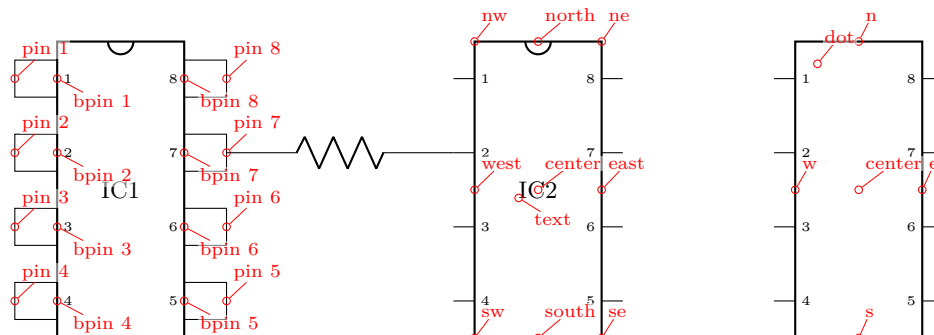 nw north ne n
pin 1 pin 8 dot
1 8 1 8 1 8
bpin 1 bpin 8
pin 2 pin 7
2 7 2 7 2 7
bpin 2 bpin 7 west center east w center e
IC1 IC2
pin 3 pin 6 text
3 6 3 6 3 6
bpin 3 bpin 6
pin 4 pin 5
4 5 4 5 4 5
bpin 4 bpin 5 sw south se s